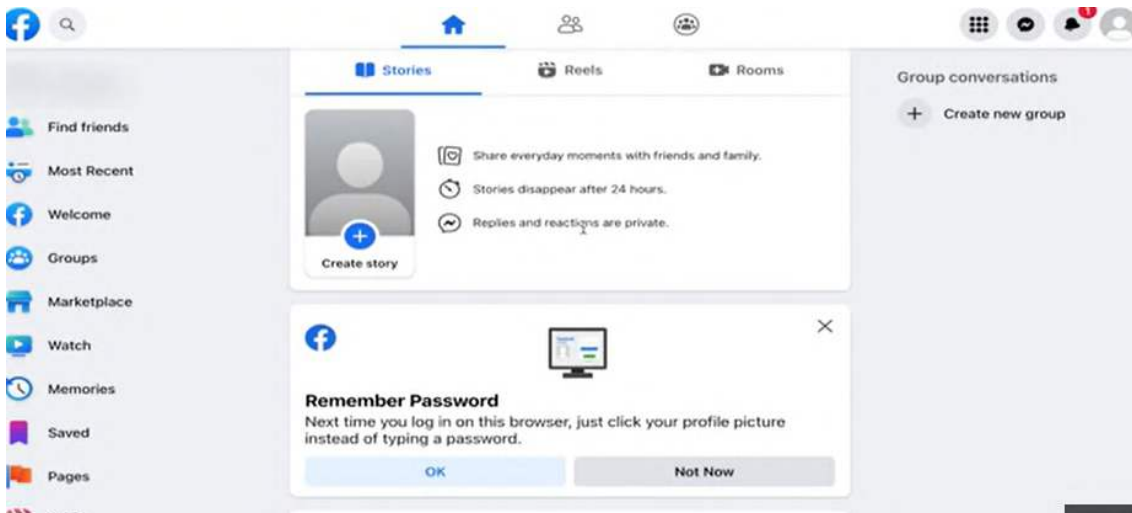 1
Stories
Reels
Rooms
Group conversations
Create new group
Find friends
Most Recent
Welcome
Groups
Marketplace
Watch
Memories
Saved
Pages
Share everyday moments with friends and family.
Stories disappear after 24 hours.
Replies and reactions are private.
Create story
Remember Password
Next time you log in on this browser, just click your profile picture
instead of typing a password.
OK
Not Now